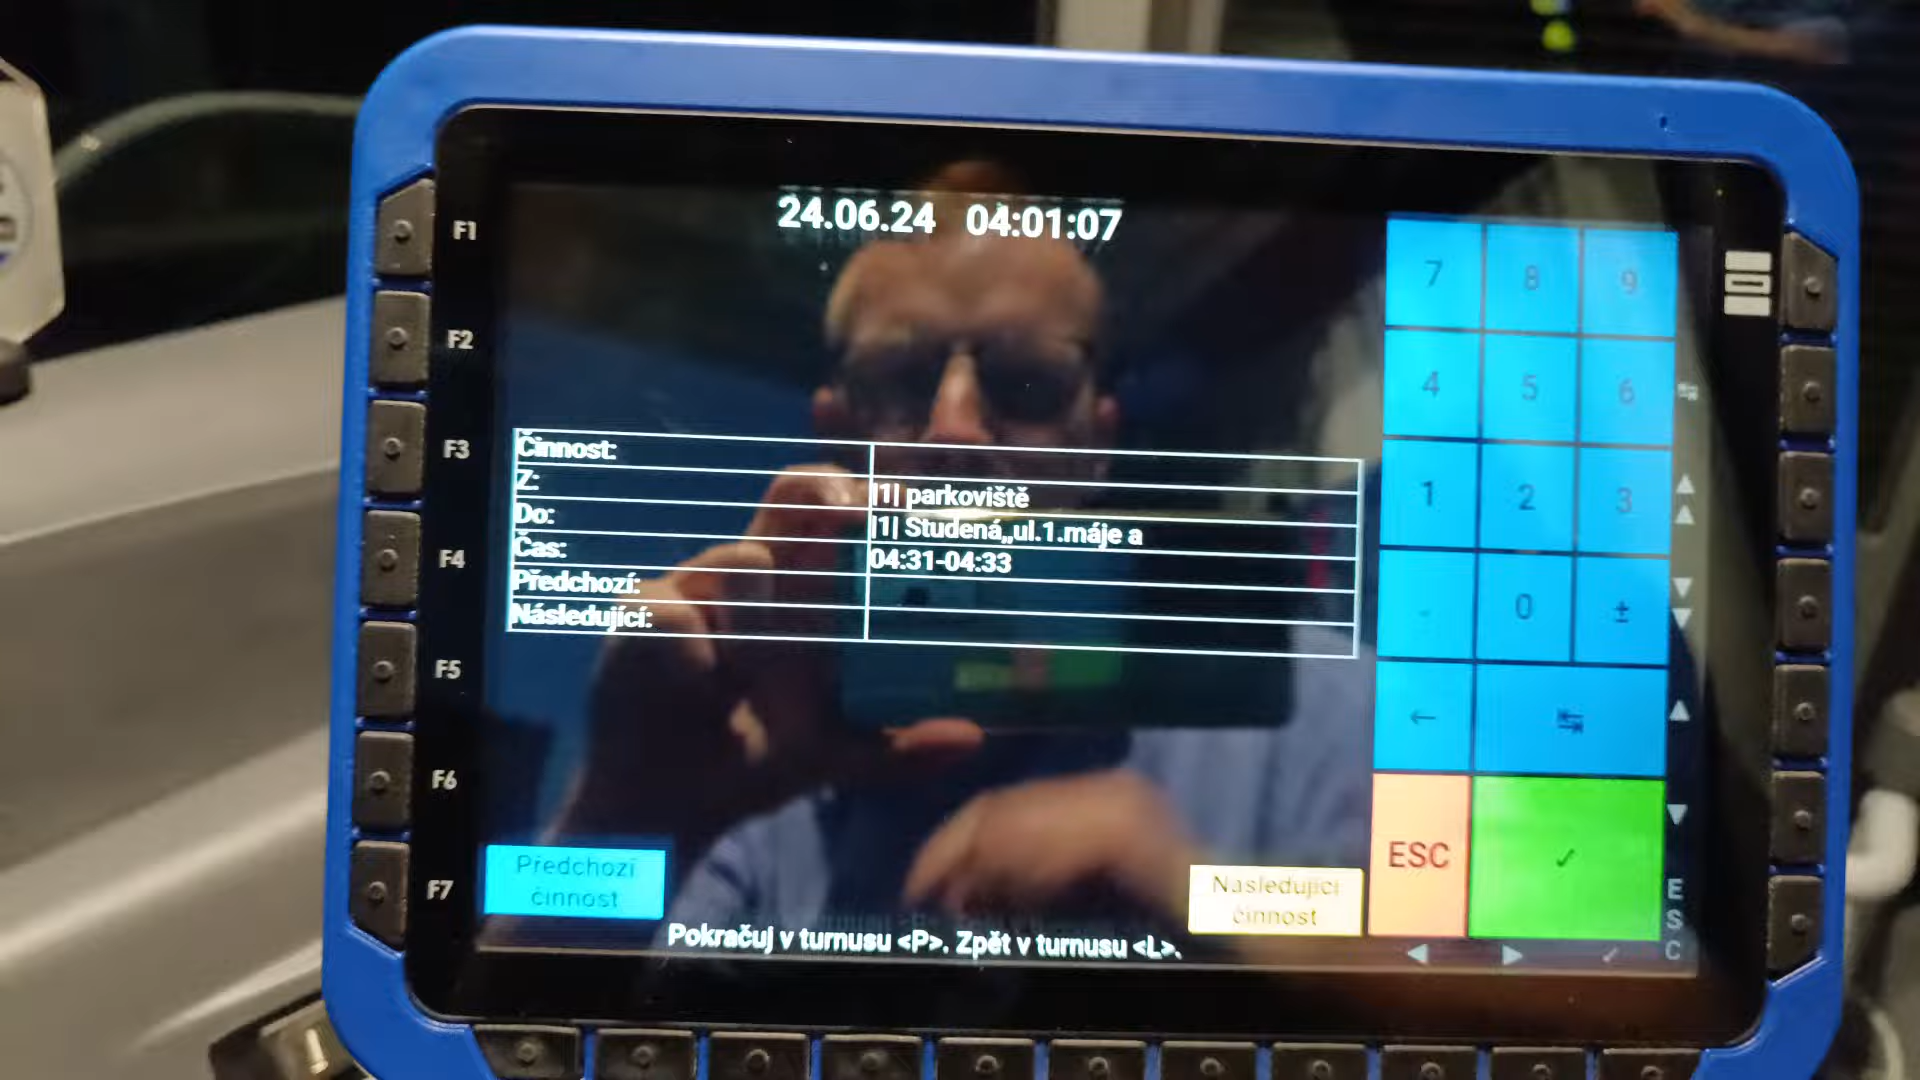 24.06.24 04:01:07
F1
F2
F3
F4
F5
F6
F7
Činnost:
Z: |1| parkoviště
Do: |1| Studená,,ul.1.máje a
Čas: 04:31-04:33
Předchozí:
Následující:
7 8 9
4 5 6
1 2 3
. 0 ±
←
ESC ✓
Předchozí
činnost
Následující
činnost
Pokračuj v turnusu <P>. Zpět v turnusu <L>.
E
S
C